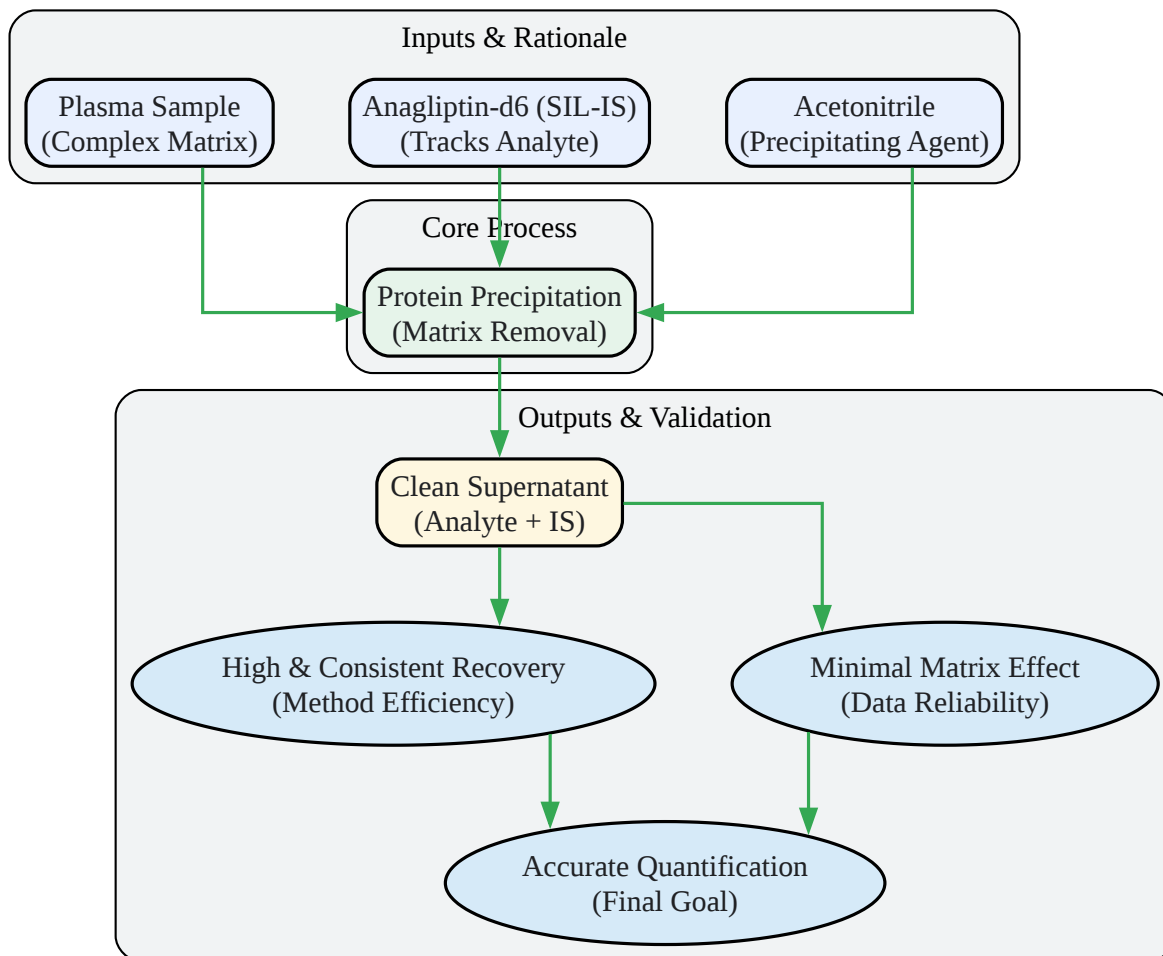 Inputs & Rationale
Plasma Sample
(Complex Matrix)
Anagliptin-d6 (SIL-IS)
(Tracks Analyte)
Acetonitrile
(Precipitating Agent)
Core Process
Protein Precipitation
(Matrix Removal)
Outputs & Validation
Clean Supernatant
(Analyte + IS)
High & Consistent Recovery
(Method Efficiency)
Minimal Matrix Effect
(Data Reliability)
Accurate Quantification
(Final Goal)